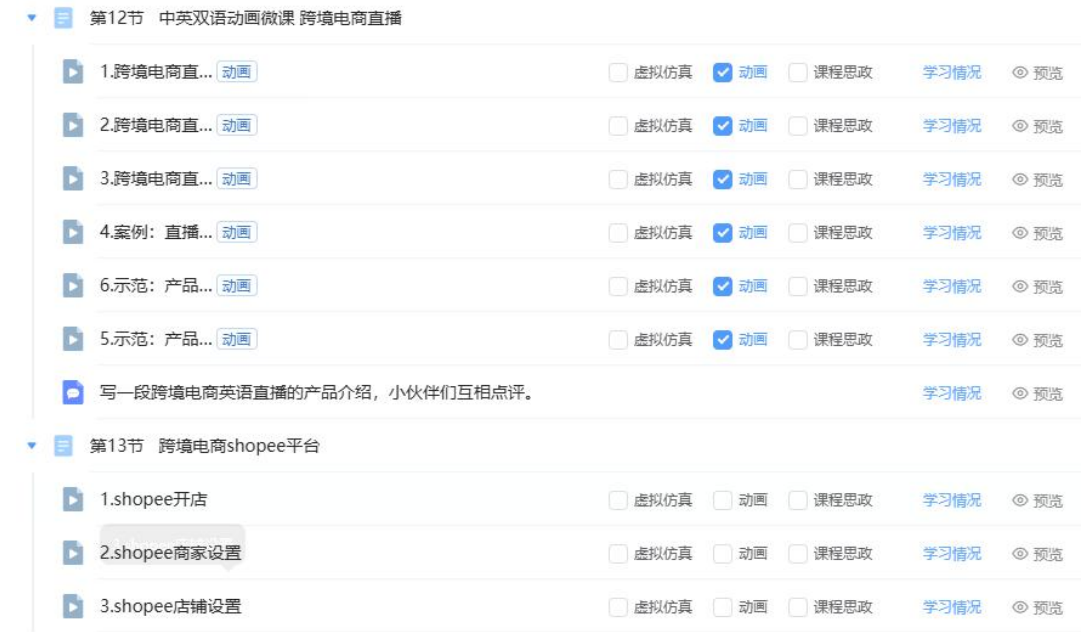 第12节 中英双语动画微课 跨境电商直播
1.跨境电商直... 动画 虚拟仿真 动画 课程思政 学习情况 预览
2.跨境电商直... 动画 虚拟仿真 动画 课程思政 学习情况 预览
3.跨境电商直... 动画 虚拟仿真 动画 课程思政 学习情况 预览
4.案例：直播... 动画 虚拟仿真 动画 课程思政 学习情况 预览
6.示范：产品... 动画 虚拟仿真 动画 课程思政 学习情况 预览
5.示范：产品... 动画 虚拟仿真 动画 课程思政 学习情况 预览
写一段跨境电商英语直播的产品介绍，小伙伴们互相点评。 学习情况 预览
第13节 跨境电商shopee平台
1.shopee开店 虚拟仿真 动画 课程思政 学习情况 预览
2.shopee商家设置 虚拟仿真 动画 课程思政 学习情况 预览
3.shopee店铺设置 虚拟仿真 动画 课程思政 学习情况 预览